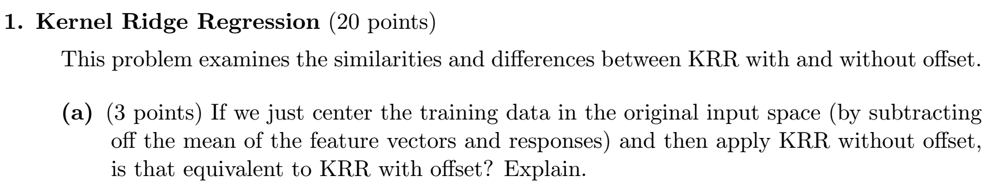 1. Kernel Ridge Regression (20 points)
This problem examines the similarities and differences between KRR with and without offset.
(a) (3 points) If we just center the training data in the original input space (by subtracting
off the mean of the feature vectors and responses) and then apply KRR without offset,
is that equivalent to KRR with offset? Explain.